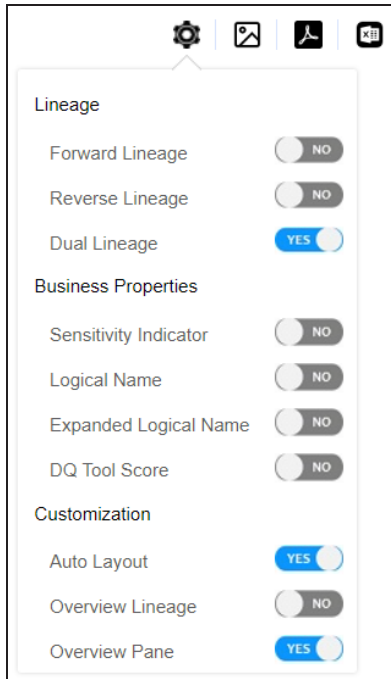 Lineage
Forward Lineage NO
Reverse Lineage NO
Dual Lineage YES
Business Properties
Sensitivity Indicator NO
Logical Name NO
Expanded Logical Name NO
DQ Tool Score NO
Customization
Auto Layout YES
Overview Lineage NO
Overview Pane YES